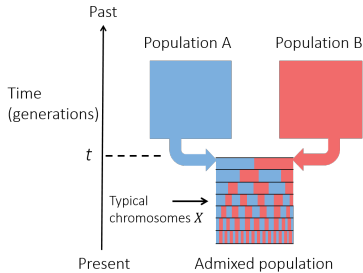 Past
Population A
Population B
Time
(generations)
t
Typical
chromosomes X
Present
Admixed population